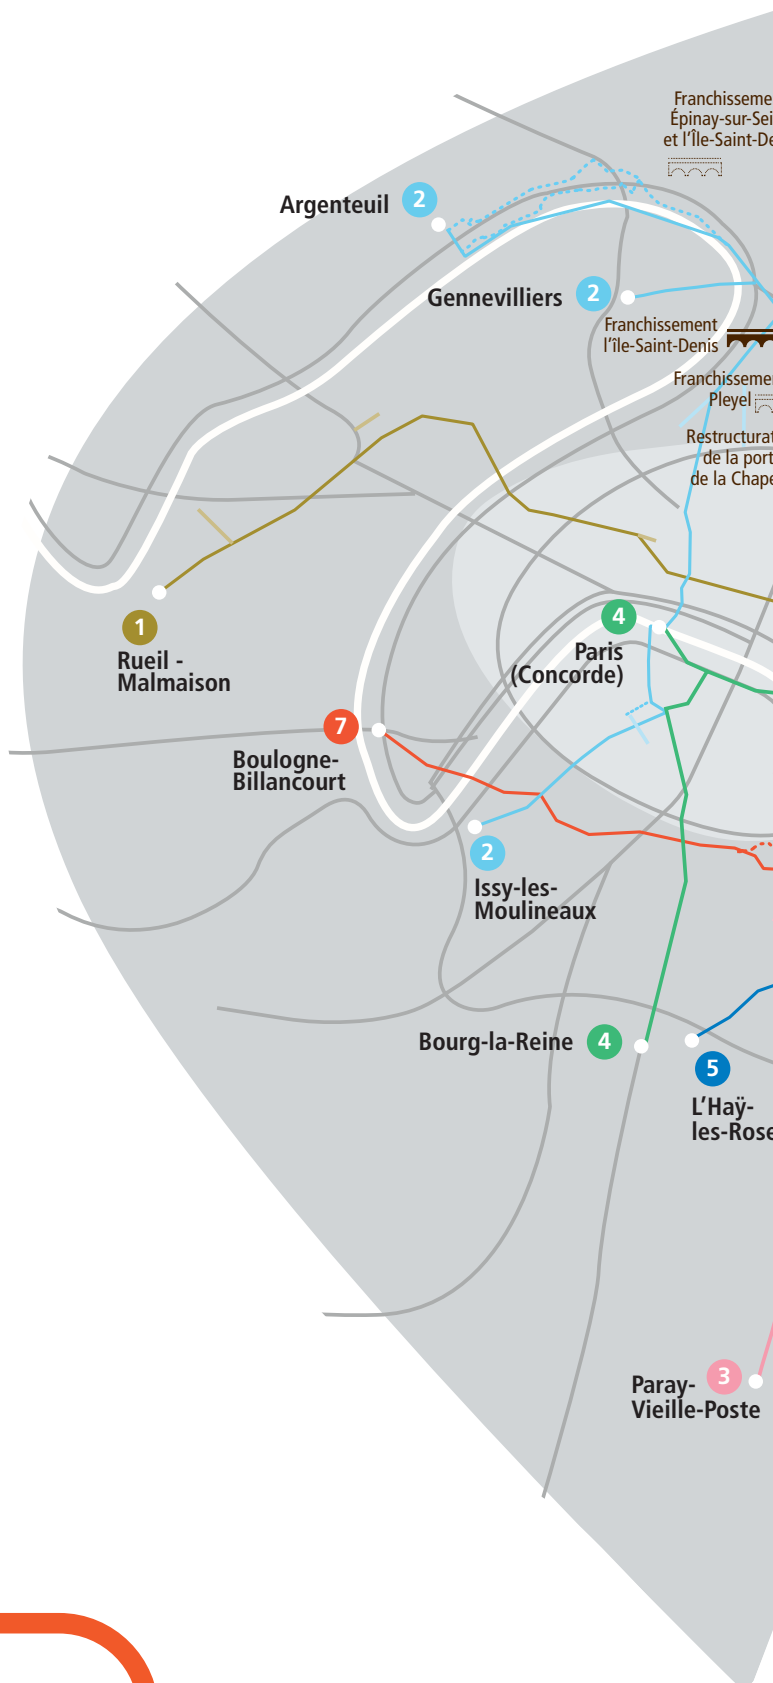 Franchisseme
Épinay-sur-Sei
et l'Île-Saint-De
Argenteuil 2
Gennevilliers 2
Franchissement
l'île-Saint-Denis
Franchissemen
Pleyel
Restructurat
de la port
de la Chape
4
Paris
(Concorde)
1
Rueil -
Malmaison
7
Boulogne-
Billancourt
2
Issy-les-
Moulineaux
Bourg-la-Reine 4
5
L'Haÿ-
les-Rose
3
Paray-
Vieille-Poste